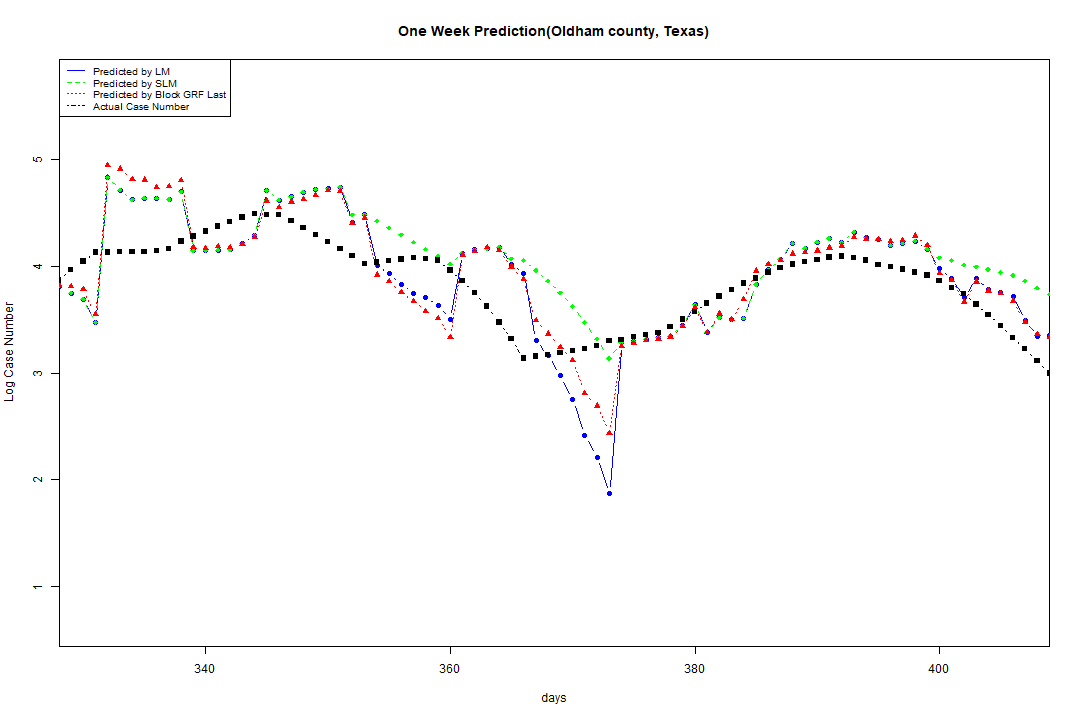 One Week Prediction(Oldham county, Texas)
Predicted by LM
Predicted by SLM
Predicted by Block GRF Last
Actual Case Number
5
4
3
2
1
Log Case Number
340
360
380
400
days